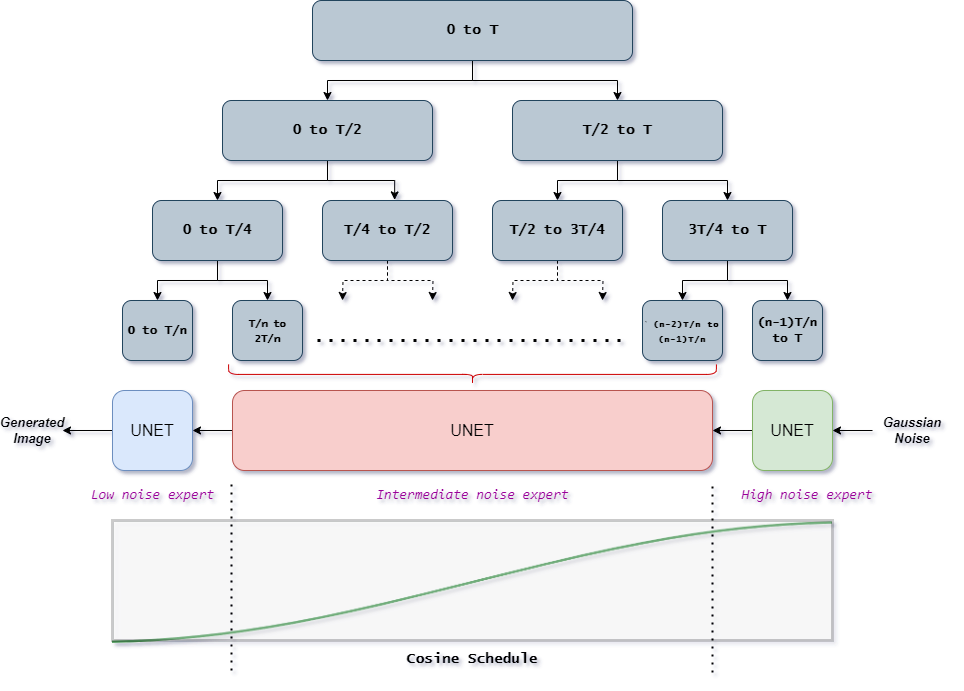 0 to T
0 to T/2
T/2 to T
0 to T/4
T/4 to T/2
T/2 to 3T/4
3T/4 to T
0 to T/n
T/n to
2T/n
(n-2)T/n to
(n-1)T/n
(n-1)T/n
to T
Generated
Image
UNET
UNET
UNET
Gaussian
Noise
Low noise expert
Intermediate noise expert
High noise expert
Cosine Schedule